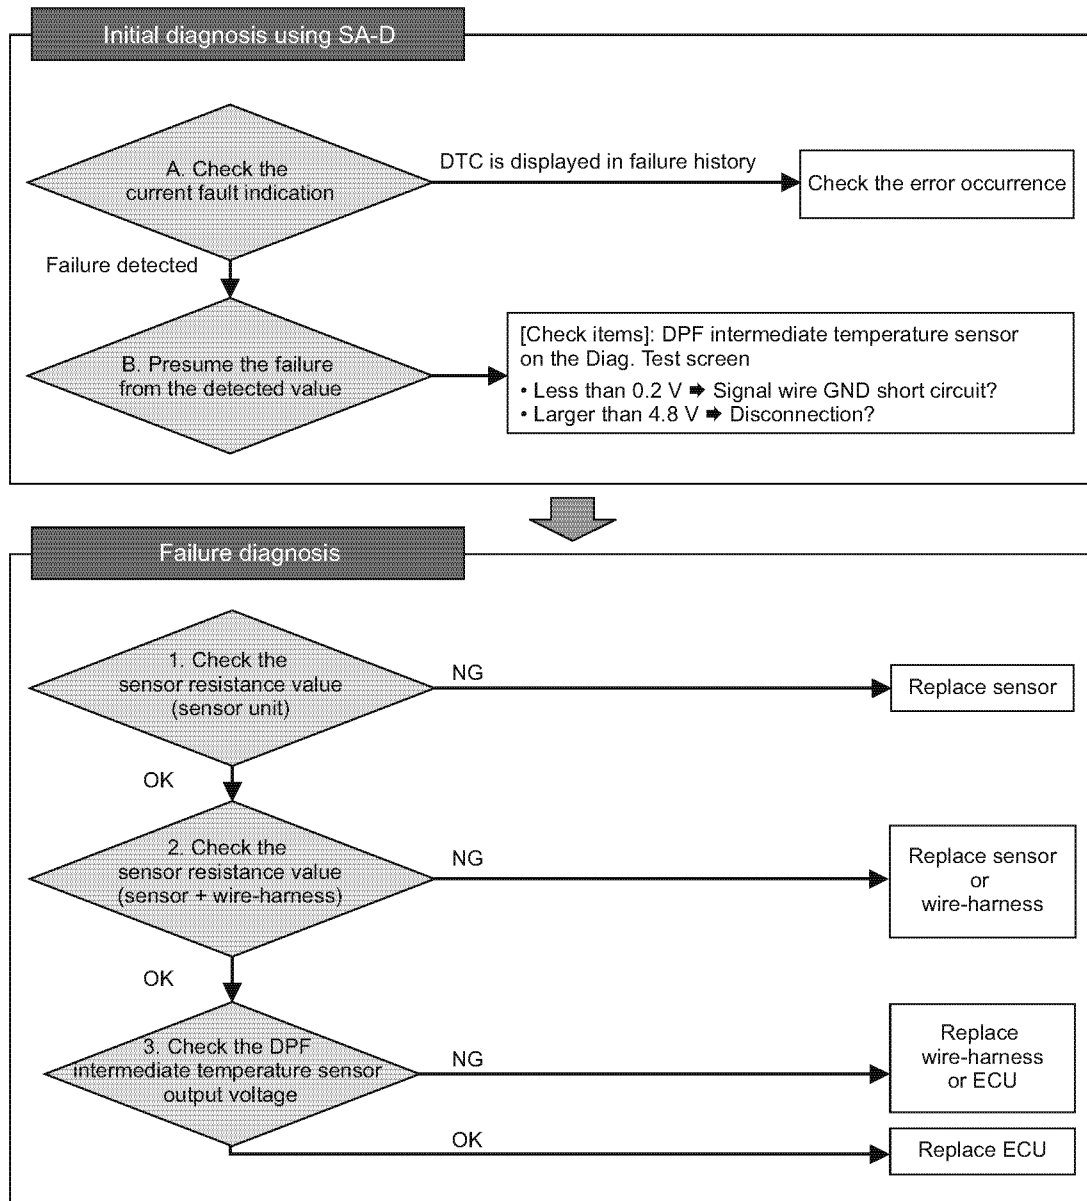 Initial diagnosis using SA-D
A. Check the
current fault indication
DTC is displayed in failure history
Check the error occurrence
Failure detected
B. Presume the failure
from the detected value
[Check items]: DPF intermediate temperature sensor
on the Diag. Test screen
• Less than 0.2 V ➡ Signal wire GND short circuit?
• Larger than 4.8 V ➡ Disconnection?
Failure diagnosis
1. Check the
sensor resistance value
(sensor unit)
NG
Replace sensor
OK
2. Check the
sensor resistance value
(sensor + wire-harness)
NG
Replace sensor
or
wire-harness
OK
3. Check the DPF
intermediate temperature sensor
output voltage
NG
Replace
wire-harness
or ECU
OK
Replace ECU